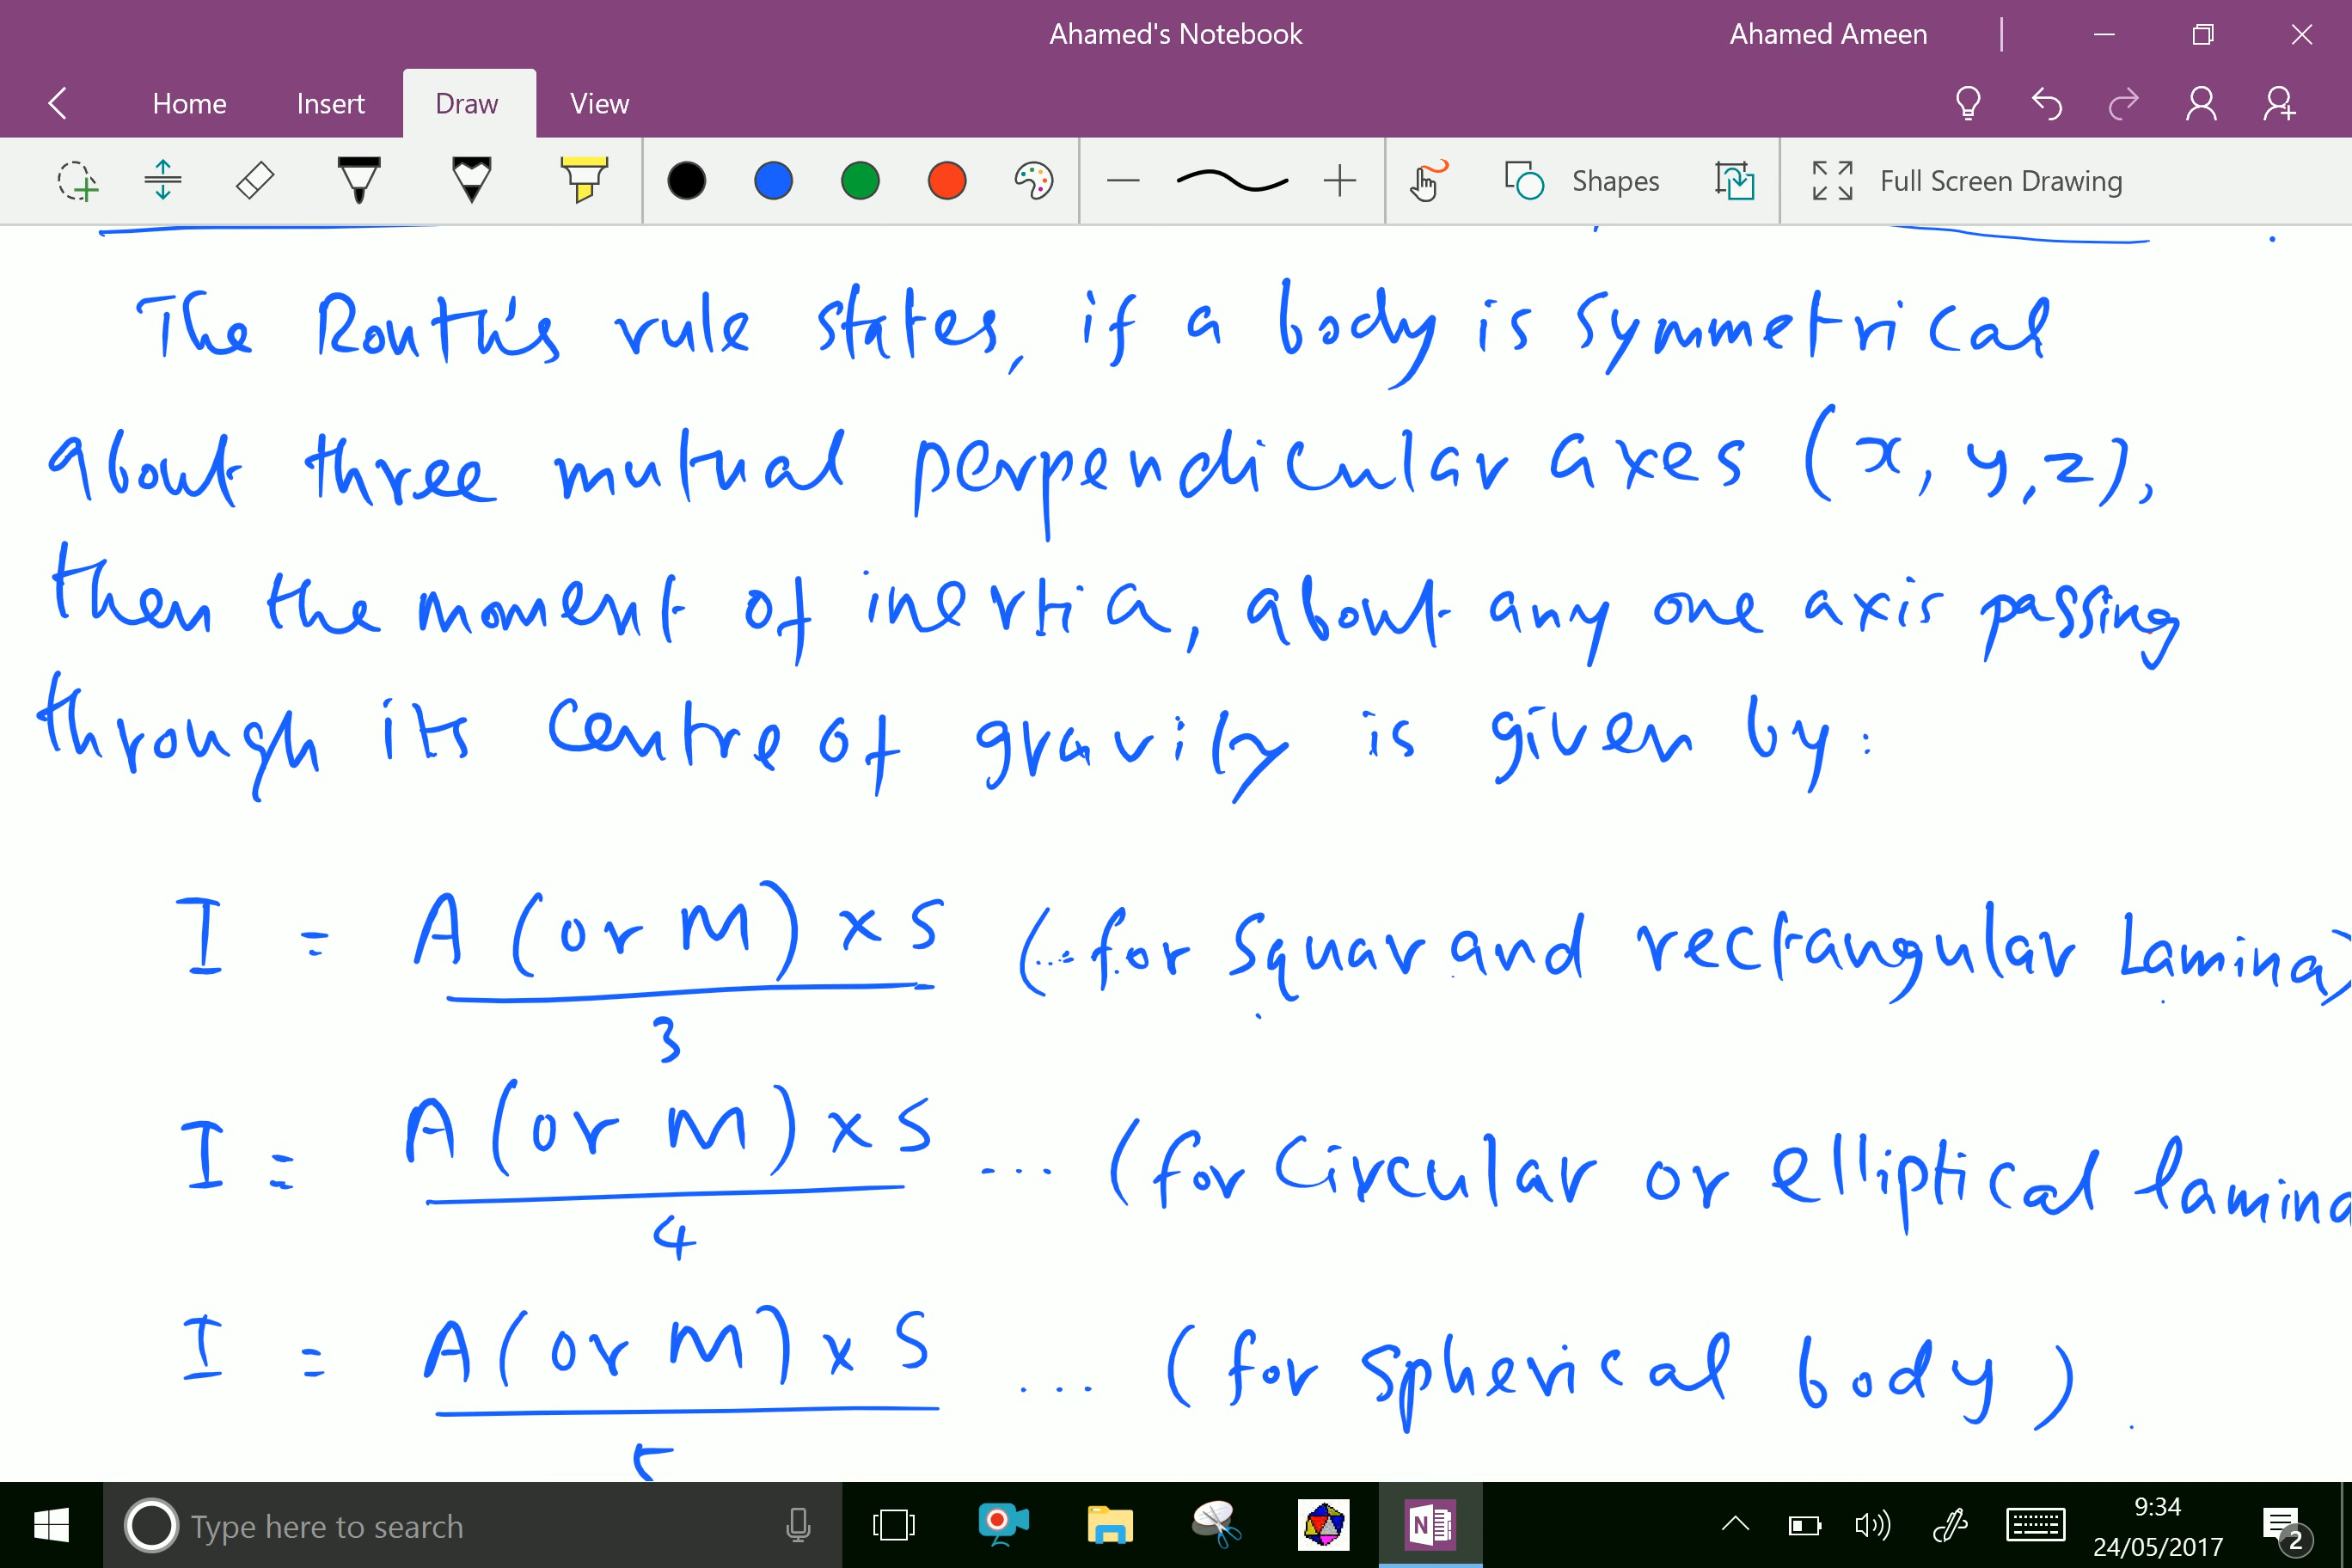 Ahamed's Notebook Ahamed Ameen
Home Insert Draw View
Shapes Full Screen Drawing
The Routh's rule states, if a body is symmetrical
about three mutual perpendicular axes (x, y, z),
then the moment of inertia, about any one axis passing
through its centre of gravity is given by:
I = A (or M) x S (... for Squar and rectangular Lamina)
3
I = A (or M) x S ... (for Circular or elliptical lamina
4
I = A (or M) x S ... (for Spherical body).
5
Type here to search
N
9:34
24/05/2017
2